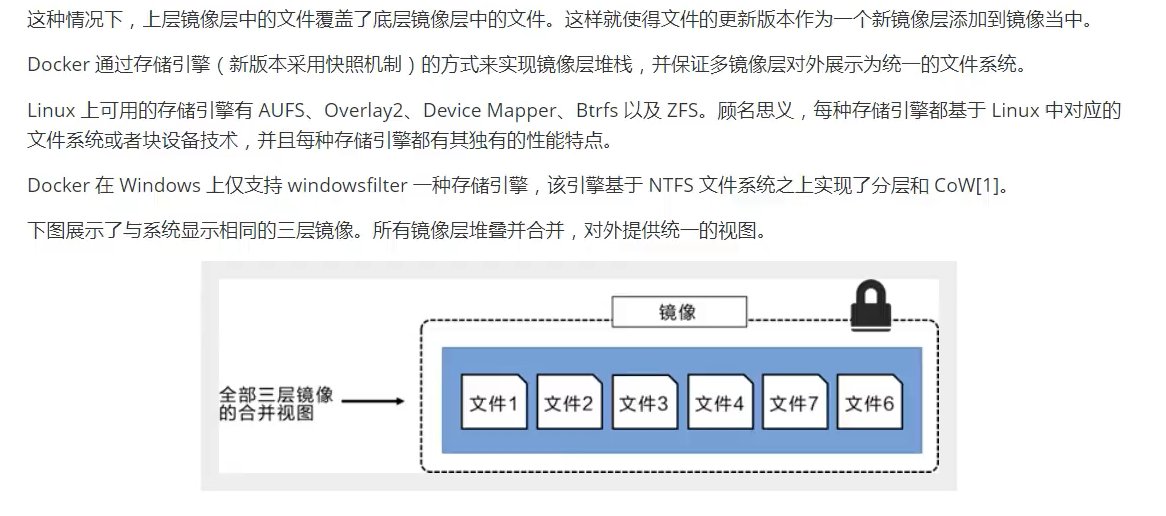 这种情况下，上层镜像层中的文件覆盖了底层镜像层中的文件。这样就使得文件的更新版本作为一个新镜像层添加到镜像当中。
Docker 通过存储引擎（新版本采用快照机制）的方式来实现镜像层堆栈，并保证多镜像层对外展示为统一的文件系统。
Linux 上可用的存储引擎有 AUFS、Overlay2、Device Mapper、Btrfs 以及 ZFS。顾名思义，每种存储引擎都基于 Linux 中对应的
文件系统或者块设备技术，并且每种存储引擎都有其独有的性能特点。
Docker 在 Windows 上仅支持 windowsfilter 一种存储引擎，该引擎基于 NTFS 文件系统之上实现了分层和 CoW[1]。
下图展示了与系统显示相同的三层镜像。所有镜像层堆叠并合并，对外提供统一的视图。
镜像
全部三层镜像
的合并视图
文件1 文件2 文件3 文件4 文件7 文件6